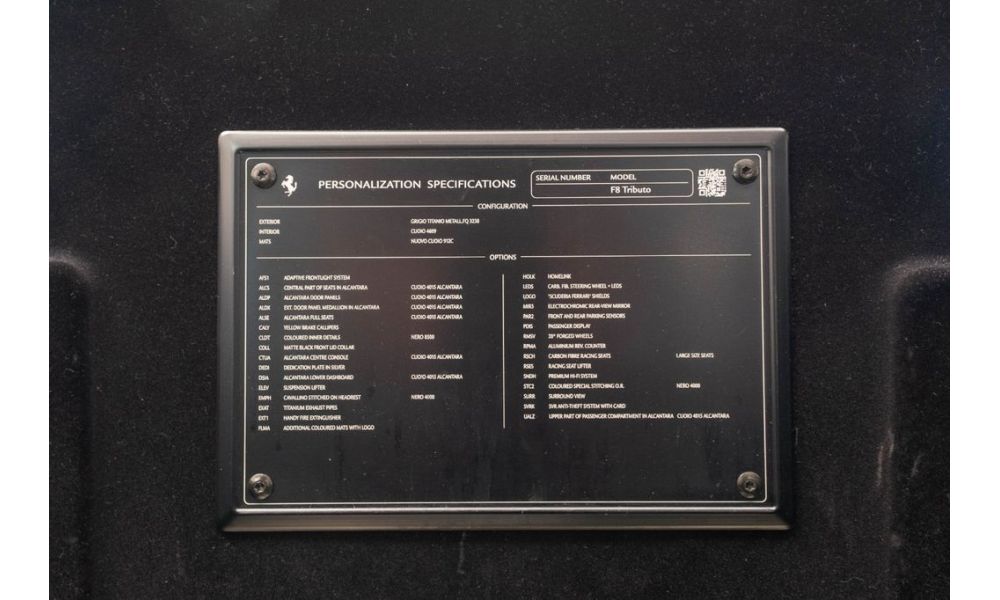 PERSONALIZATION SPECIFICATIONS
SERIAL NUMBER MODEL
F8 Tributo
CONFIGURATION
EXTERIOR GRIGIO TITANIO METALL.FQ 3238
INTERIOR CUOIO 4609
MATS NUOVO CUOIO 912C
OPTIONS
AFS1 ADAPTIVE FRONTLIGHT SYSTEM
ALCS CENTRAL PART OF SEATS IN ALCANTARA CUOIO 4015 ALCANTARA
ALDP ALCANTARA DOOR PANELS CUOIO 4015 ALCANTARA
ALDX EXT. DOOR PANEL MEDALLION IN ALCANTARA CUOIO 4015 ALCANTARA
ALSE ALCANTARA FULL SEATS CUOIO 4015 ALCANTARA
CALY YELLOW BRAKE CALLIPERS
CLDT COLOURED INNER DETAILS NERO 8500
COLL MATTE BLACK FRONT LID COLLAR
CTUA ALCANTARA CENTRE CONSOLE CUOIO 4015 ALCANTARA
DEDI DEDICATION PLATE IN SILVER
DSIA ALCANTARA LOWER DASHBOARD CUOIO 4015 ALCANTARA
ELEV SUSPENSION LIFTER
EMPH CAVALLINO STITCHED ON HEADREST NERO 4100
EXAT TITANIUM EXHAUST PIPES
EXT1 HANDY FIRE EXTINGUISHER
FLMA ADDITIONAL COLOURED MATS WITH LOGO
HOLK HOMELINK
LEDS CARB. FIB. STEERING WHEEL + LEDS
LOGO "SCUDERIA FERRARI" SHIELDS
MIR3 ELECTROCHROMIC REAR-VIEW MIRROR
PAR2 FRONT AND REAR PARKING SENSORS
PDIS PASSENGER DISPLAY
RMSV 20" FORGED WHEELS
RPMA ALUMINIUM REV. COUNTER
RSCH CARBON FIBRE RACING SEATS LARGE SIZE SEATS
RSES RACING SEAT LIFTER
SNDH PREMIUM HI-FI SYSTEM
STC2 COLOURED SPECIAL STITCHING O.R. NERO 4000
SURR SURROUND VIEW
SVRK SVR ANTI-THEFT SYSTEM WITH CARD
UALZ UPPER PART OF PASSENGER COMPARTMENT IN ALCANTARA CUOIO 4015 ALCANTARA